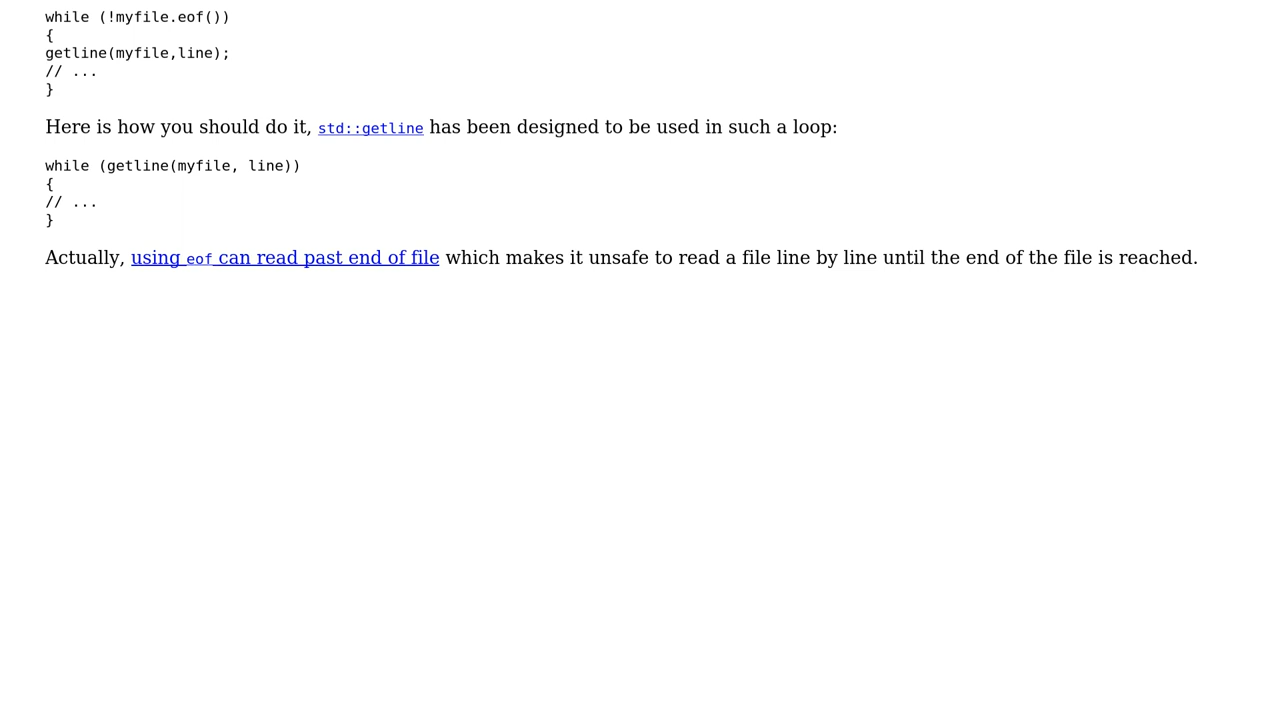 while (!myfile.eof())
{
getline(myfile,line);
// ...
}
Here is how you should do it, std::getline has been designed to be used in such a loop:
while (getline(myfile, line))
{
// ...
}
Actually, using eof can read past end of file which makes it unsafe to read a file line by line until the end of the file is reached.